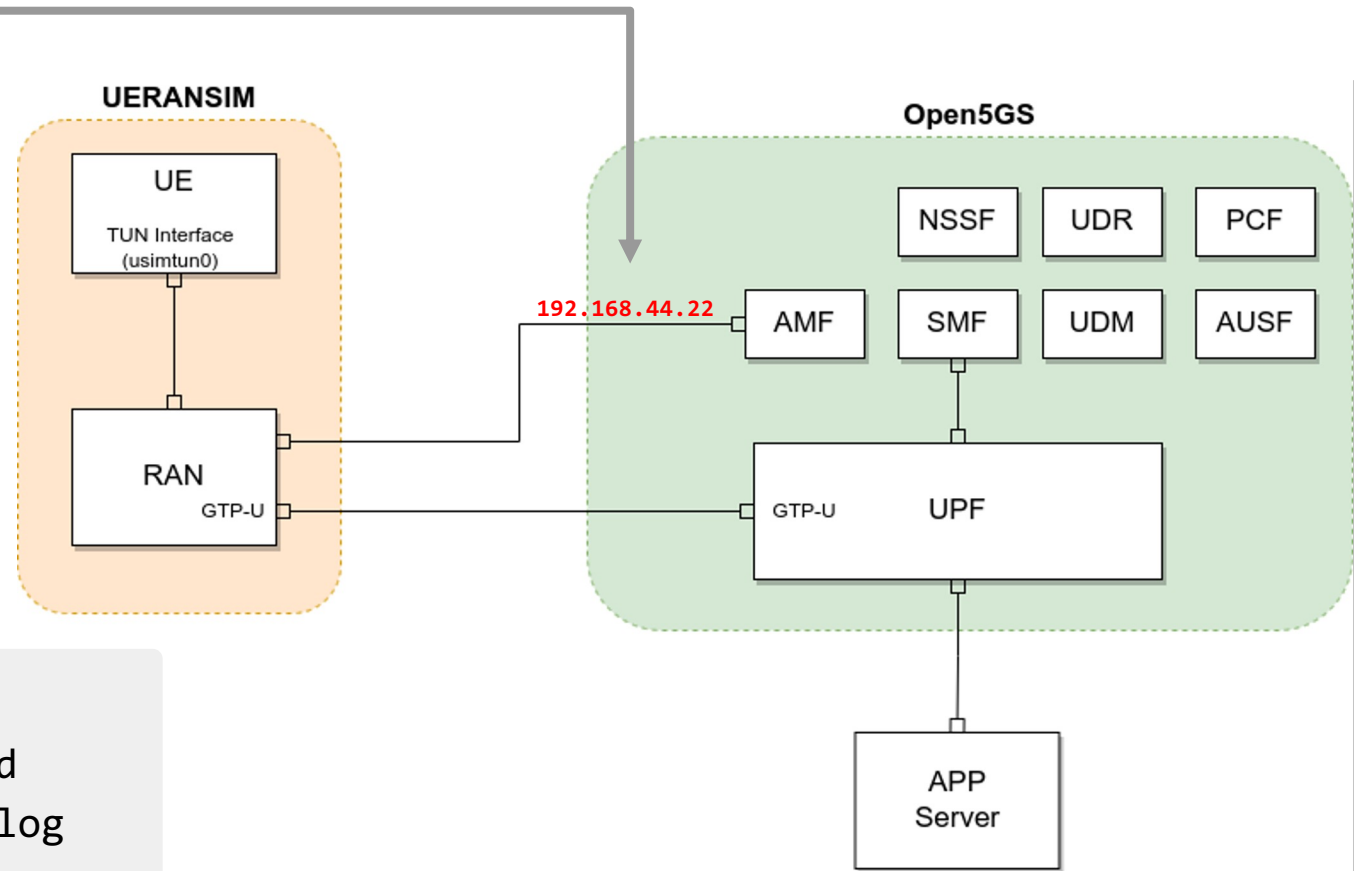 UERANSIM
Open5GS
UE
TUN Interface
(usimtun0)
NSSF
UDR
PCF
192.168.44.22
AMF
SMF
UDM
AUSF
RAN
GTP-U
GTP-U
UPF
APP
Server
d
log